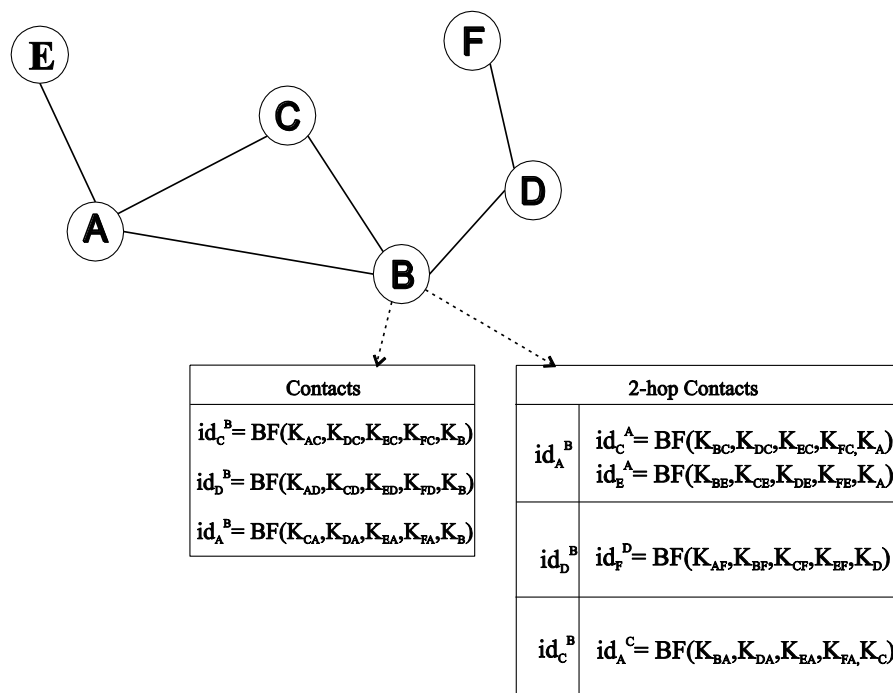 E
F
C
D
A
B
Contacts
id_C^B= BF(K_AC,K_DC,K_EC,K_FC,K_B)
id_D^B= BF(K_AD,K_CD,K_ED,K_FD,K_B)
id_A^B= BF(K_CA,K_DA,K_EA,K_FA,K_B)
2-hop Contacts
id_A^B
id_C^A= BF(K_BC,K_DC,K_EC,K_FC,K_A)
id_E^A= BF(K_BE,K_CE,K_DE,K_FE,K_A)
id_D^B
id_F^D= BF(K_AF,K_BF,K_CF,K_EF,K_D)
id_C^B
id_A^C= BF(K_BA,K_DA,K_EA,K_FA,K_C)